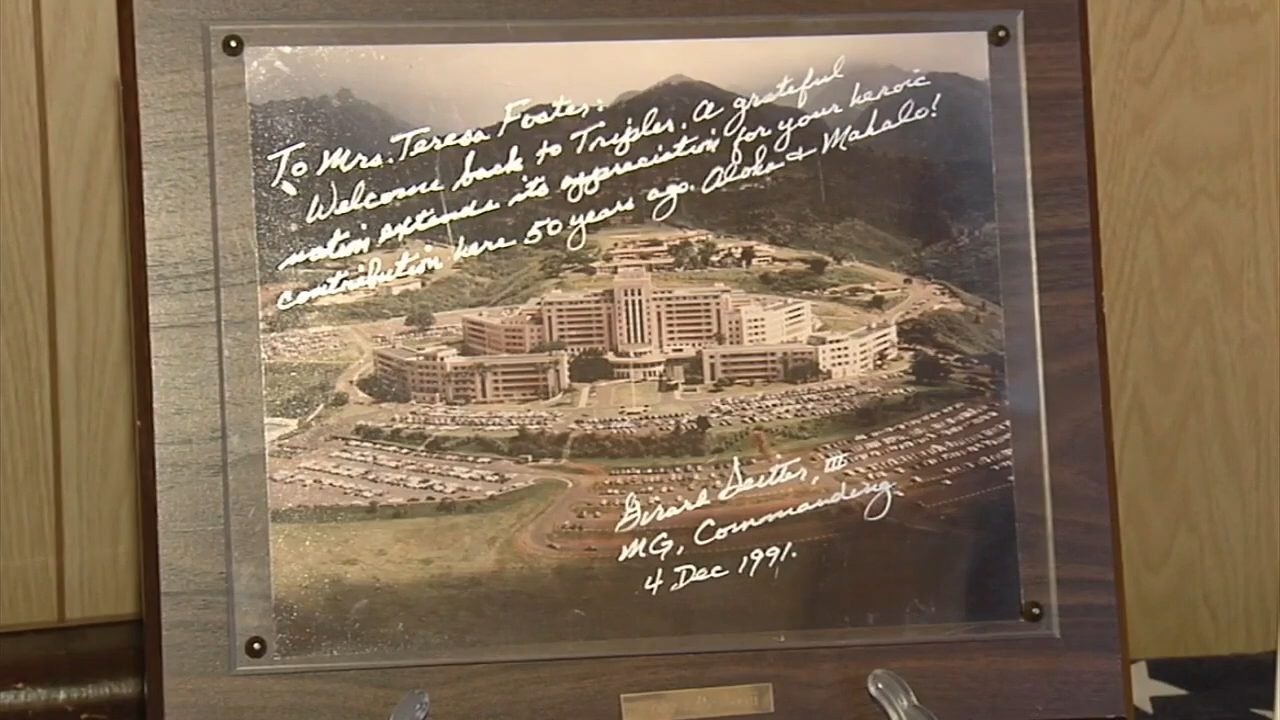 To Mrs. Teresa Foster:
Welcome back to Tripler. A grateful
nation extends its appreciation for your heroic
contribution here 50 years ago. Aloha & Mahalo!
Girard Seitter, III
MG, Commanding
4 Dec 1991.